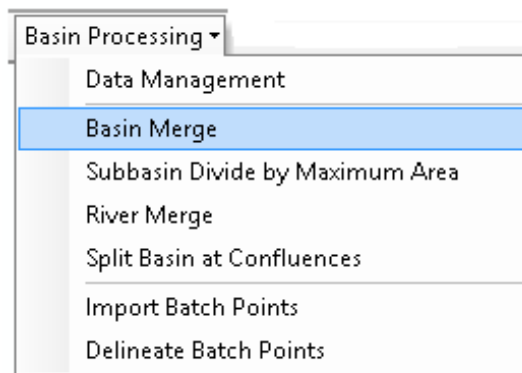 Basin Processing
Data Management
Basin Merge
Subbasin Divide by Maximum Area
River Merge
Split Basin at Confluences
Import Batch Points
Delineate Batch Points